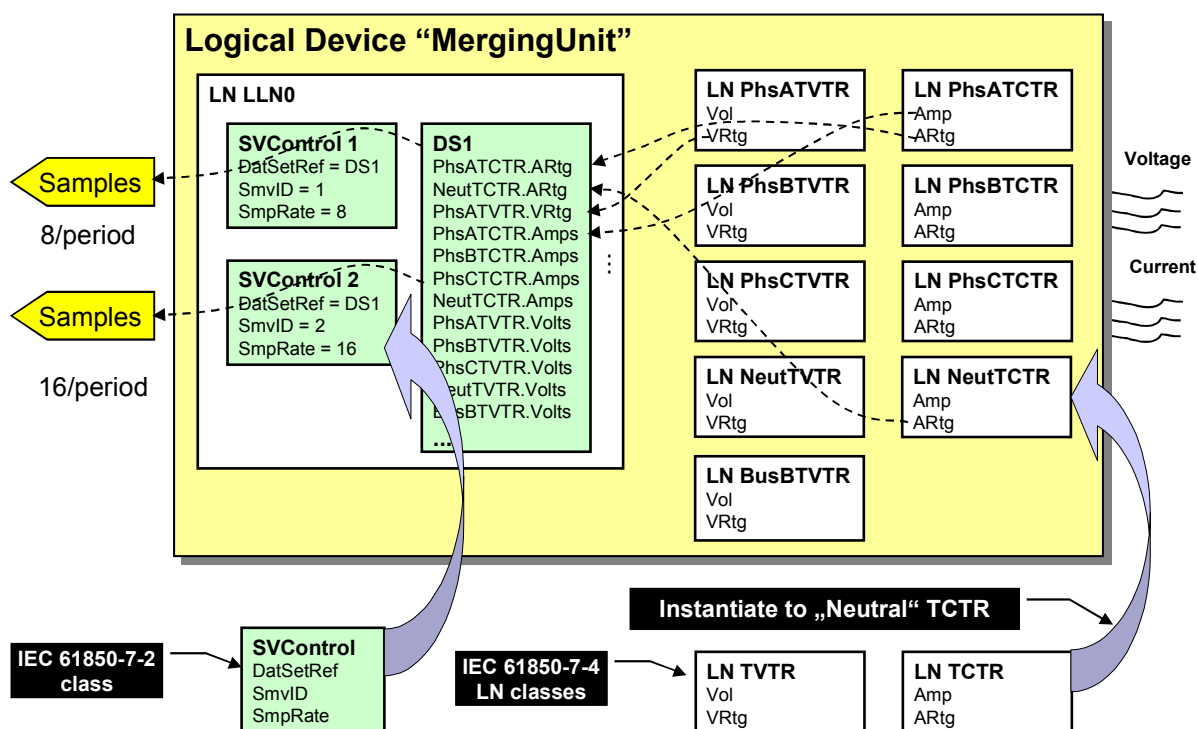 Logical Device “MergingUnit”
LN LLN0
SVControl 1
DatSetRef = DS1
SmvID = 1
SmpRate = 8
SVControl 2
DatSetRef = DS1
SmvID = 2
SmpRate = 16
DS1
PhsATCTR.ARtg
NeutTCTR.ARtg
PhsATVTR.VRtg
PhsATCTR.Amps
PhsBTCTR.Amps
PhsCTCTR.Amps
NeutTCTR.Amps
PhsATVTR.Volts
PhsBTVTR.Volts
PhsCTVTR.Volts
NeutTVTR.Volts
BusBTVTR.Volts
...
...
Samples
8/period
Samples
16/period
LN PhsATVTR
Vol
VRtg
LN PhsATCTR
Amp
ARtg
LN PhsBTVTR
Vol
VRtg
LN PhsBTCTR
Amp
ARtg
LN PhsCTVTR
Vol
VRtg
LN PhsCTCTR
Amp
ARtg
LN NeutTVTR
Vol
VRtg
LN NeutTCTR
Amp
ARtg
LN BusBTVTR
Vol
VRtg
Voltage
Current
Instantiate to „Neutral“ TCTR
IEC 61850-7-2
class
SVControl
DatSetRef
SmvID
SmpRate
IEC 61850-7-4
LN classes
LN TVTR
Vol
VRtg
LN TCTR
Amp
ARtg